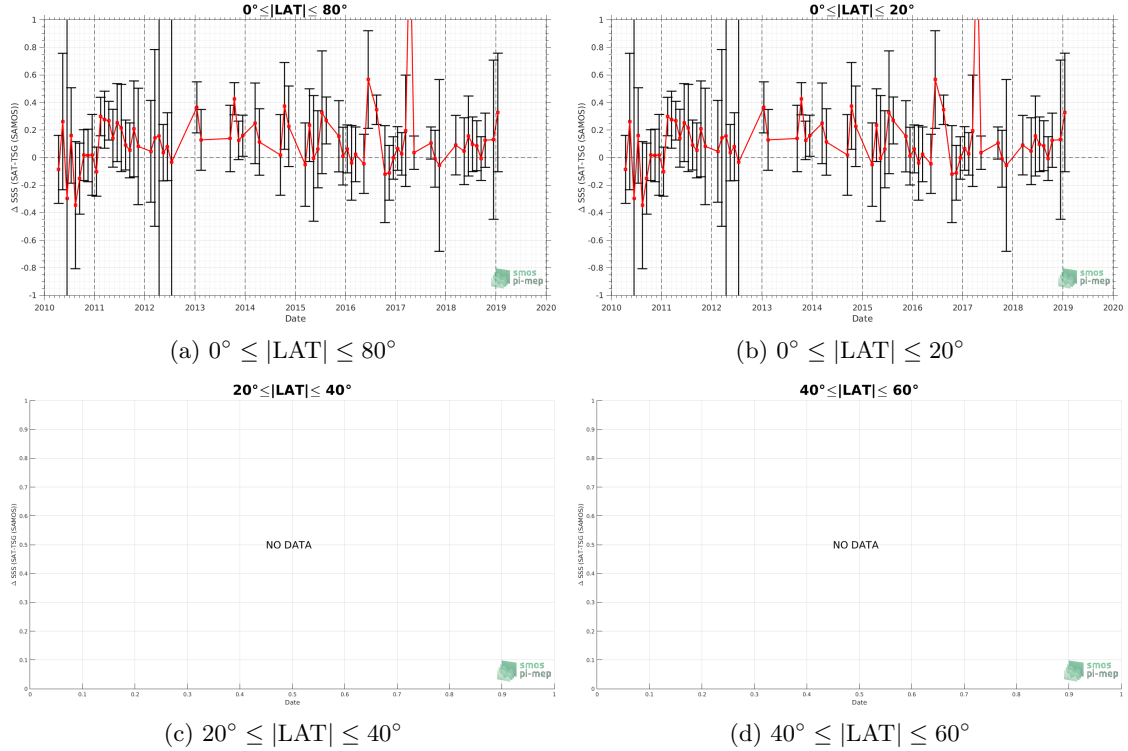 0°≤|LAT|≤ 80°
Δ SSS (SAT-TSG (SAMOS))
1
0.8
0.6
0.4
0.2
0
-0.2
-0.4
-0.6
-0.8
-1
2010 2011 2012 2013 2014 2015 2016 2017 2018 2019 2020
Date
smos
pi-mep
(a) 0° ≤ |LAT| ≤ 80°
0°≤|LAT|≤ 20°
Δ SSS (SAT-TSG (SAMOS))
1
0.8
0.6
0.4
0.2
0
-0.2
-0.4
-0.6
-0.8
-1
2010 2011 2012 2013 2014 2015 2016 2017 2018 2019 2020
Date
smos
pi-mep
(b) 0° ≤ |LAT| ≤ 20°
20°≤|LAT|≤ 40°
Δ SSS (SAT-TSG (SAMOS))
1
0.9
0.8
0.7
0.6
0.5
0.4
0.3
0.2
0.1
0
NO DATA
0 0.1 0.2 0.3 0.4 0.5 0.6 0.7 0.8 0.9 1
Date
smos
pi-mep
(c) 20° ≤ |LAT| ≤ 40°
40°≤|LAT|≤ 60°
Δ SSS (SAT-TSG (SAMOS))
1
0.9
0.8
0.7
0.6
0.5
0.4
0.3
0.2
0.1
0
NO DATA
0 0.1 0.2 0.3 0.4 0.5 0.6 0.7 0.8 0.9 1
Date
smos
pi-mep
(d) 40° ≤ |LAT| ≤ 60°